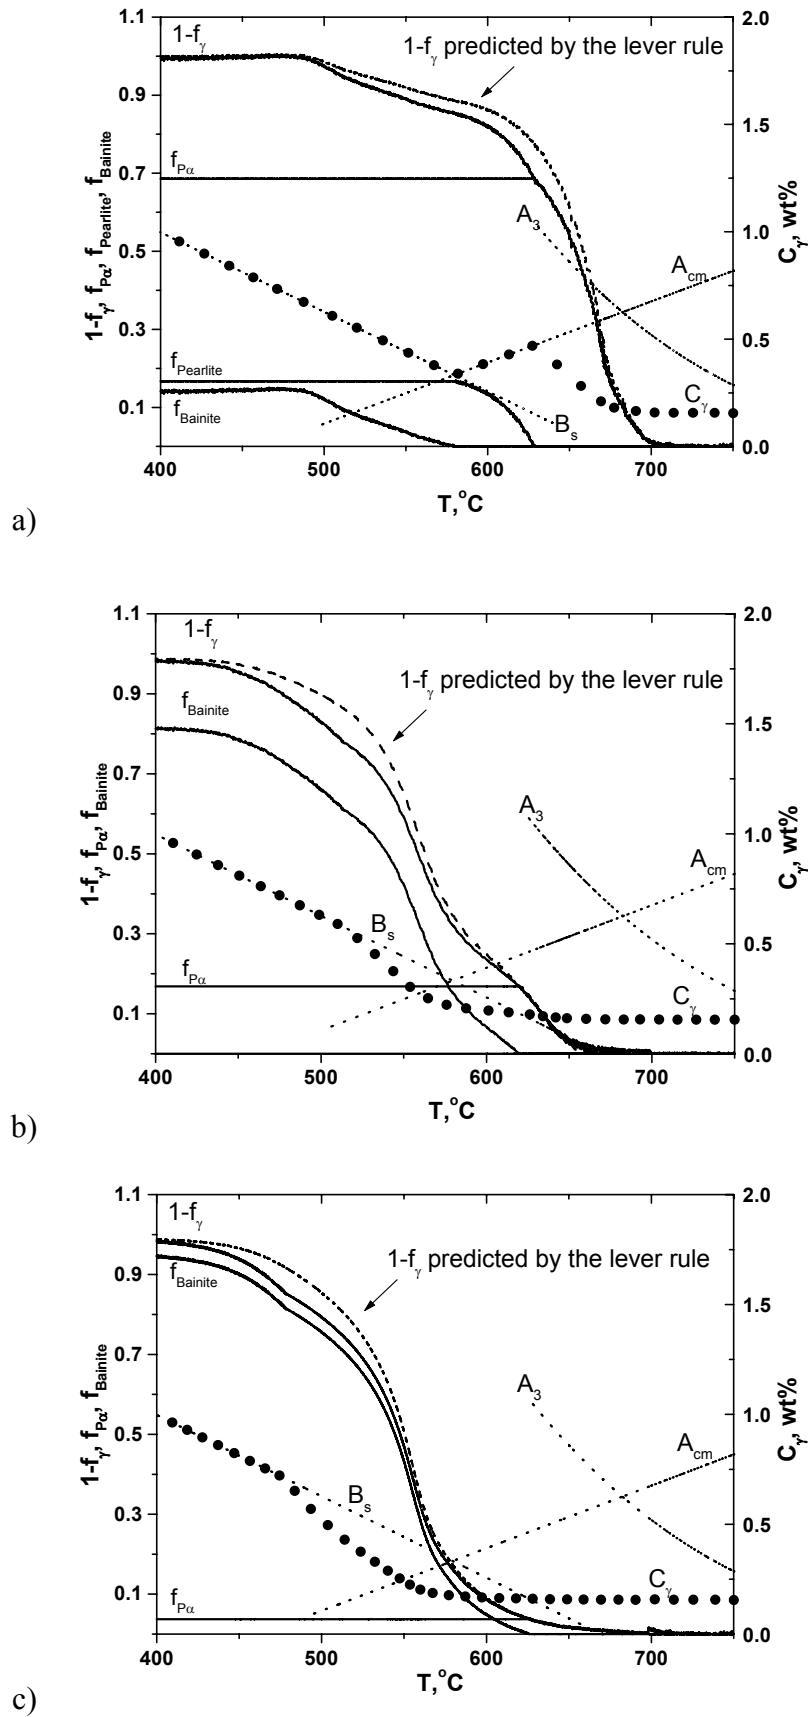 1-fγ
1-fγ predicted by the lever rule
fPα
A3
Acm
fPearlite
fBainite
Bs
Cγ
1-fγ, fPα, fPearlite, fBainite
1.1
0.9
0.7
0.5
0.3
0.1
2.0
1.5
1.0
0.5
0.0
Cγ, wt%
400 500 600 700
T,°C
a)
1-fγ
1-fγ predicted by the lever rule
fBainite
A3
Acm
Bs
fPα
Cγ
1-fγ, fPα, fBainite
1.1
0.9
0.7
0.5
0.3
0.1
2.0
1.5
1.0
0.5
0.0
Cγ, wt%
400 500 600 700
T,°C
b)
1-fγ
1-fγ predicted by the lever rule
fBainite
A3
Acm
Bs
Cγ
fPα
1-fγ, fPα, fBainite
1.1
0.9
0.7
0.5
0.3
0.1
2.0
1.5
1.0
0.5
0.0
Cγ, wt%
400 500 600 700
T,°C
c)